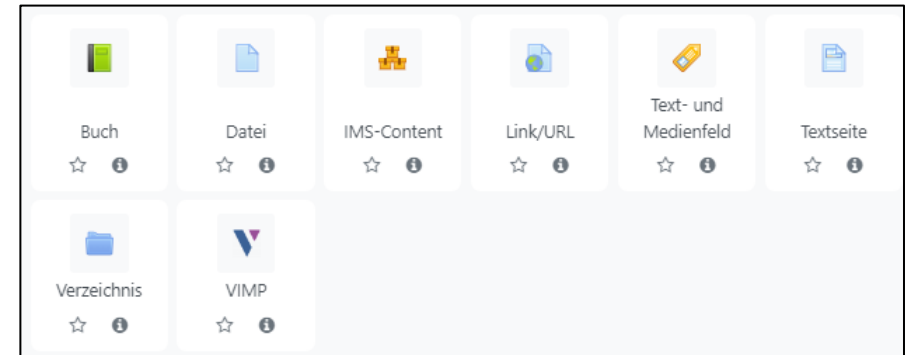 Buch
Datei
IMS-Content
Link/URL
Text- und
Medienfeld
Textseite
Verzeichnis
VIMP